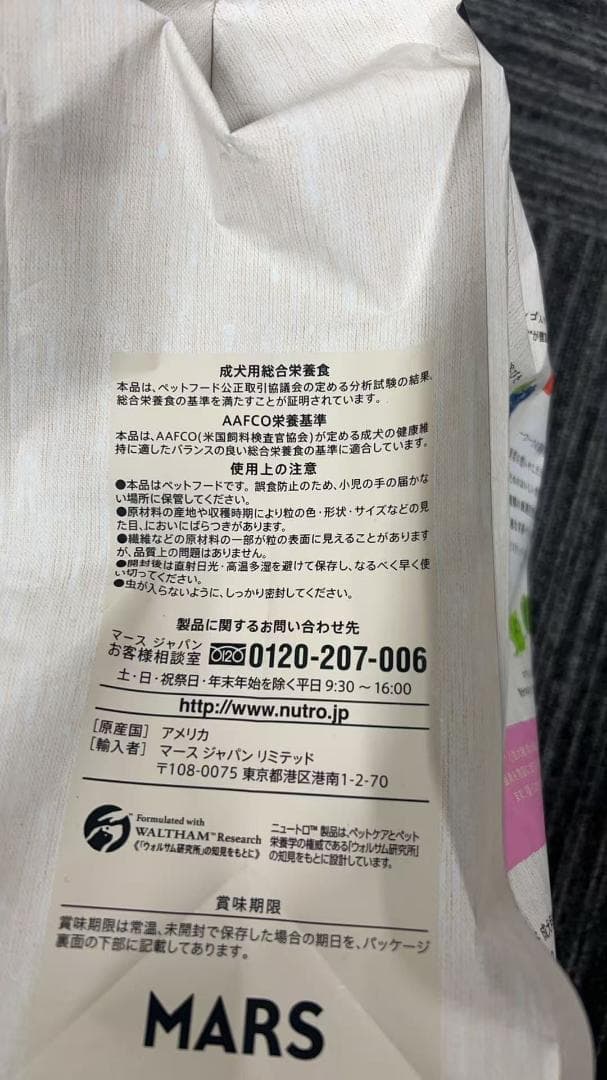 成犬用総合栄養食
本品は、ペットフード公正取引協議会の定める分析試験の結果、
総合栄養食の基準を満たすことが証明されています。
AAFCO栄養基準
本品は、AAFCO(米国飼料検査官協会)が定める成犬の健康維
持に適したバランスの良い総合栄養食の基準に適合しています。
使用上の注意
●本品はペットフードです。誤食防止のため、小児の手の届かな
い場所に保管してください。
●原材料の産地や収穫時期により粒の色・形状・サイズなどの見
た目、においにばらつきがあります。
●繊維などの原材料の一部が粒の表面に見えることがあります
が、品質上の問題はありません。
●開封後は直射日光・高温多湿を避けて保存し、なるべく早く使
い切ってください。
●虫が入らないように、しっかり密封してください。
製品に関するお問い合わせ先
マース ジャパン
お客様相談室 0120 0120-207-006
土・日・祝祭日・年末年始を除く平日 9:30 ～ 16:00
http://www.nutro.jp
[原産国] アメリカ
[輸入者] マース ジャパン リミテッド
〒108-0075 東京都港区港南1-2-70
Formulated with
WALTHAM™ Research
《「ウォルサム研究所」の知見をもとに》
ニュートロ™ 製品は、ペットケアとペット
栄養学の権威である「ウォルサム研究所」
の知見をもとに設計しています。
賞味期限
賞味期限は常温、未開封で保存した場合の期日を、パッケージ
裏面の下部に記載してあります。
MARS